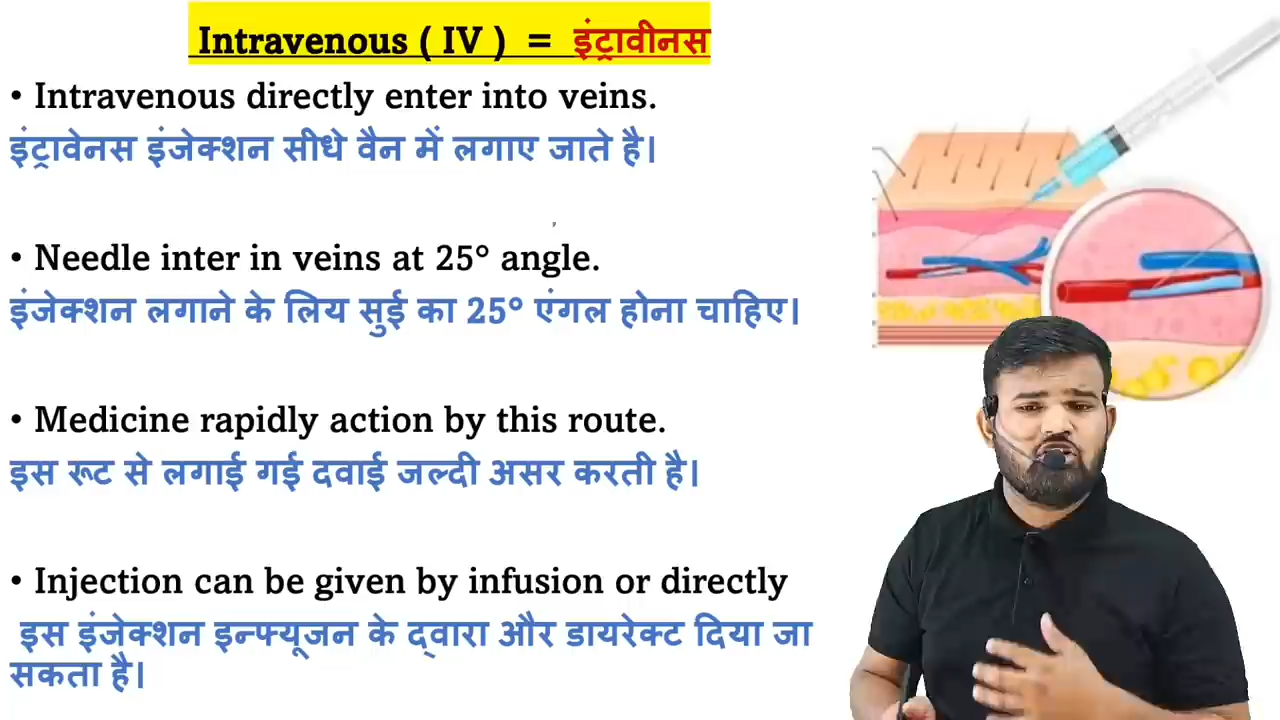 Intravenous ( IV ) = इंट्रावीनस
• Intravenous directly enter into veins.
इंट्रावेनस इंजेक्शन सीधे वैन में लगाए जाते है।
• Needle inter in veins at 25° angle.
इंजेक्शन लगाने के लिय सुई का 25° एंगल होना चाहिए।
• Medicine rapidly action by this route.
इस रूट से लगाई गई दवाई जल्दी असर करती है।
• Injection can be given by infusion or directly
इस इंजेक्शन इन्फ्यूजन के द्वारा और डायरेक्ट दिया जा
सकता है।